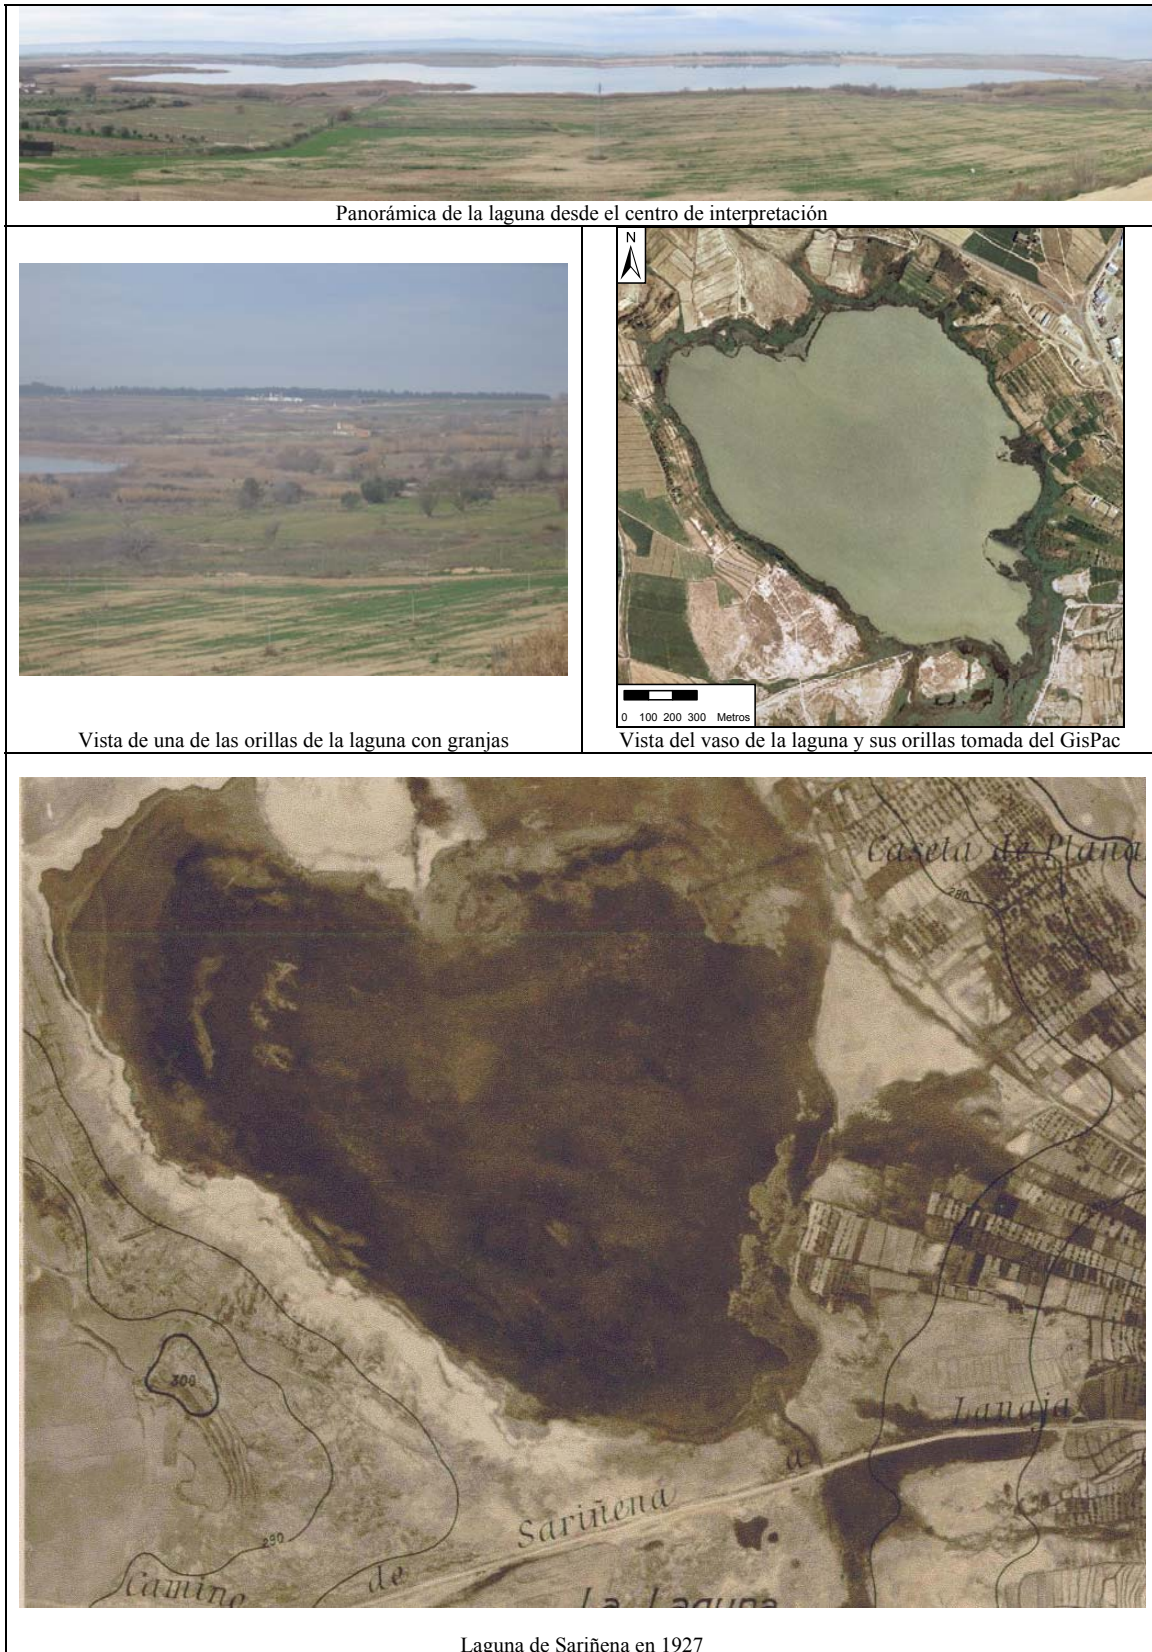 Panorámica de la laguna desde el centro de interpretación
N
0 100 200 300 Metros
Vista de una de las orillas de la laguna con granjas
Vista del vaso de la laguna y sus orillas tomada del GisPac
Caseta de Plana
280
300
Lanaja
a
Sariñena
290
Camino de
La Laguna
Laguna de Sariñena en 1927